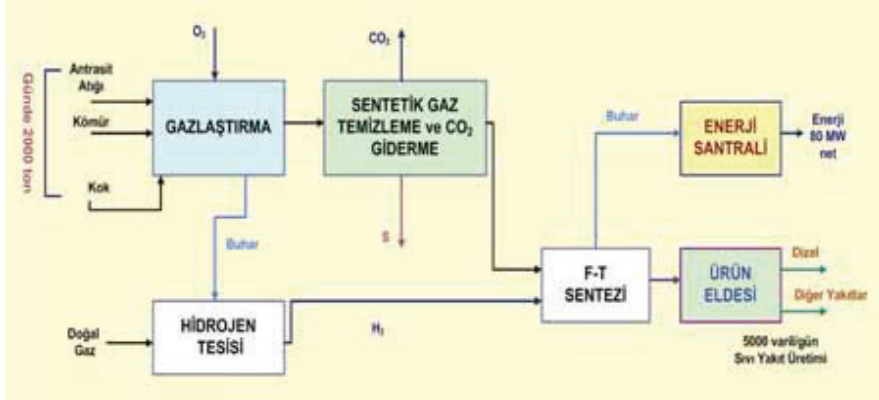 O₂
CO₂
Günde 2000 ton
Antrasit
Atığı
Kömür
Kok
GAZLAŞTIRMA
SENTETİK GAZ
TEMİZLEME ve CO₂
GİDERME
Buhar
ENERJİ
SANTRALİ
Enerji
80 MW
net
Buhar
S
F-T
SENTEZİ
ÜRÜN
ELDESİ
Dizel
Diğer Yakıtlar
Doğal
Gaz
HİDROJEN
TESİSİ
H₂
5000 varil/gün
Sıvı Yakıt Üretimi